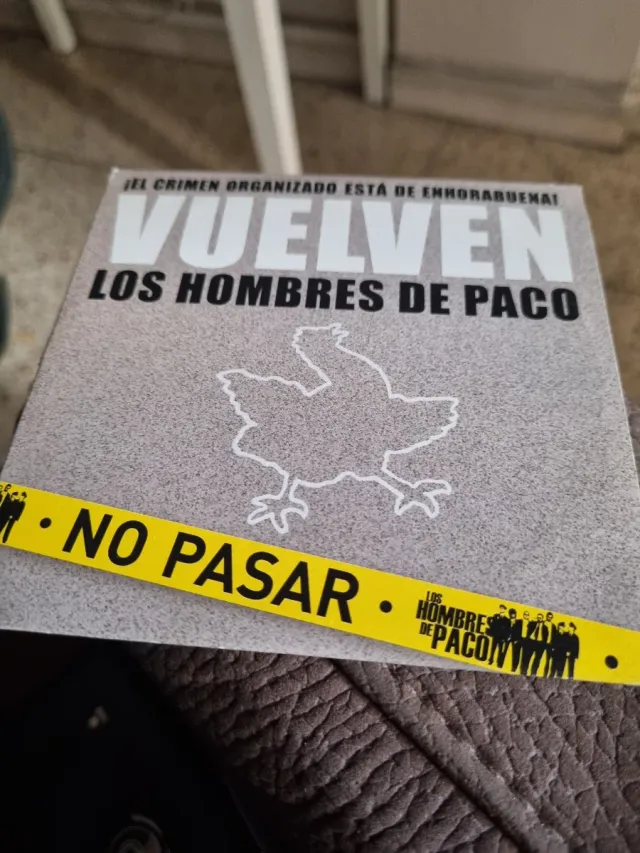 ¡EL CRIMEN ORGANIZADO ESTÁ DE ENHORABUENA!
VUELVEN
LOS HOMBRES DE PACO
• NO PASAR •
LOS
HOMBRES
DE PACO